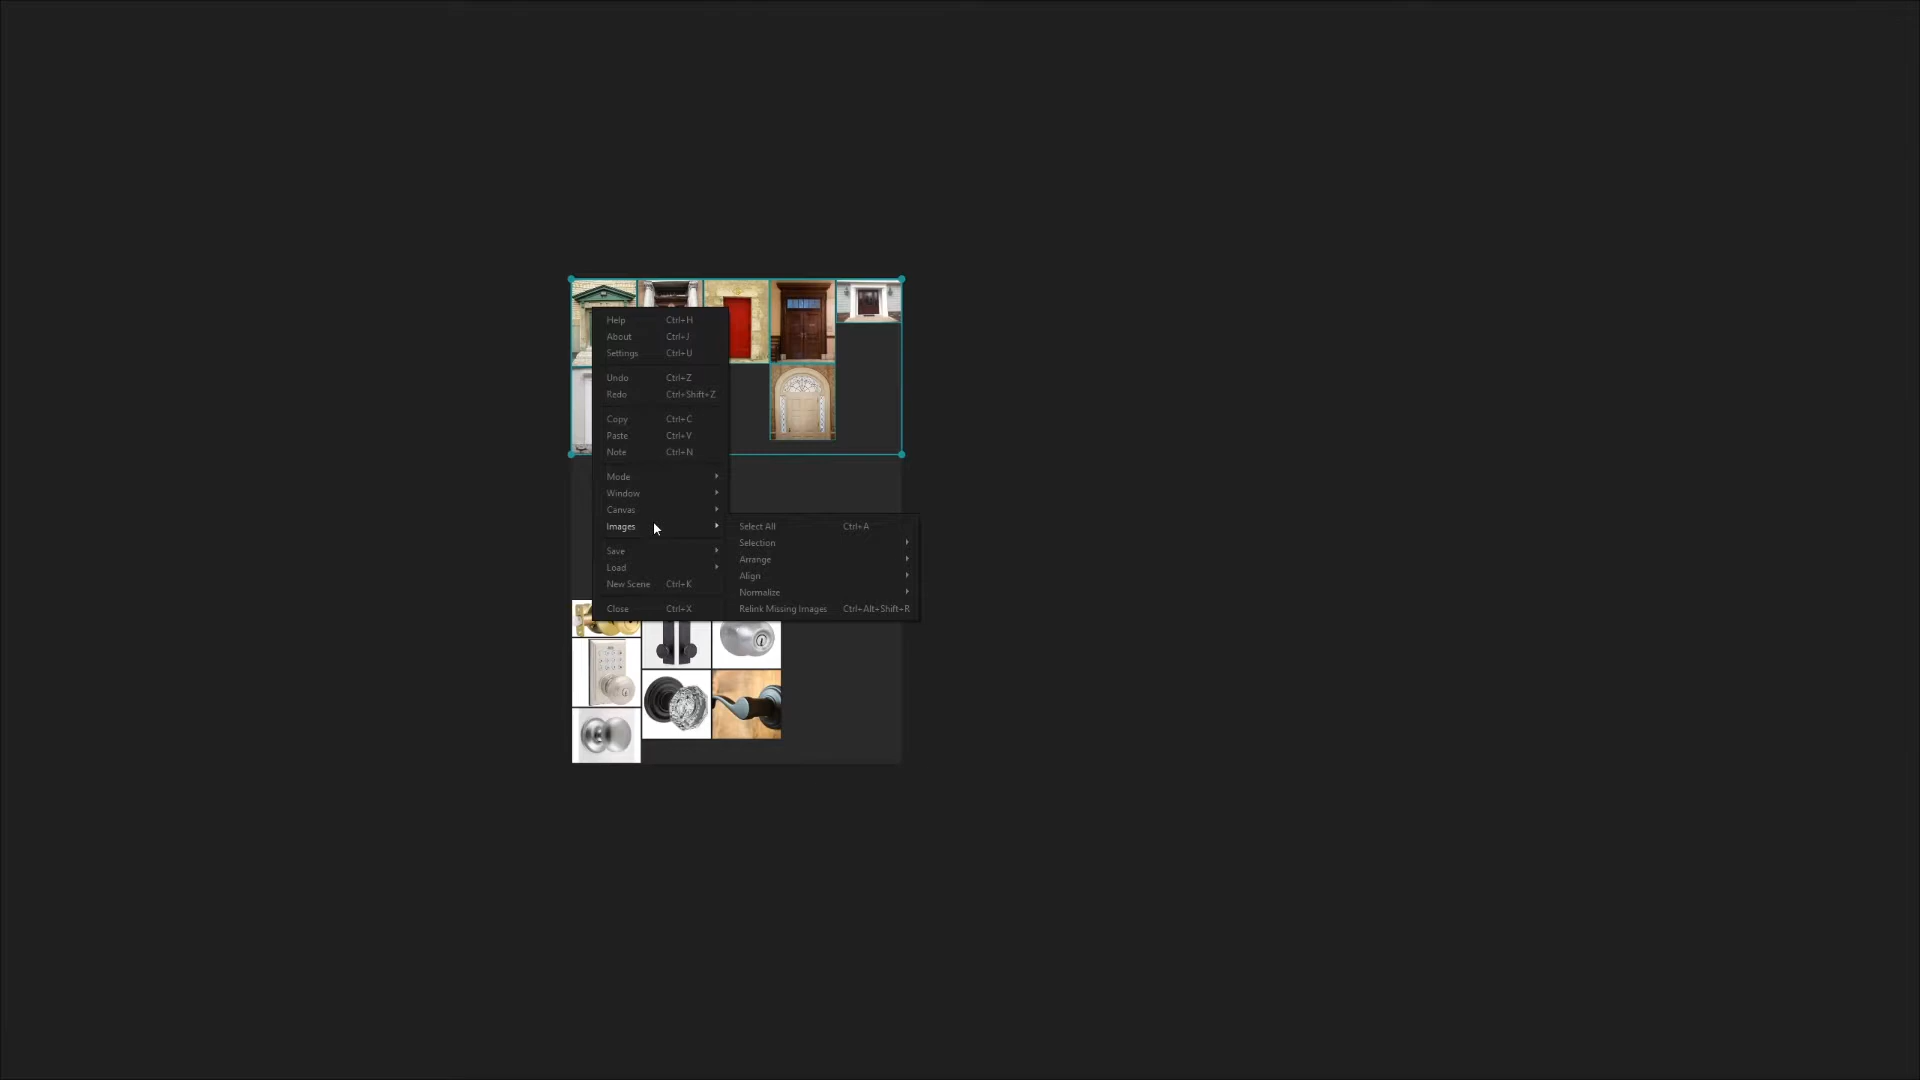 Help Ctrl+H
About Ctrl+J
Settings Ctrl+U
Undo Ctrl+Z
Redo Ctrl+Shift+Z
Copy Ctrl+C
Paste Ctrl+V
Note Ctrl+N
Mode
Window
Canvas
Images
Save
Load
New Scene Ctrl+K
Close Ctrl+X
Select All Ctrl+A
Selection
Arrange
Align
Normalize
Relink Missing Images Ctrl+Alt+Shift+R